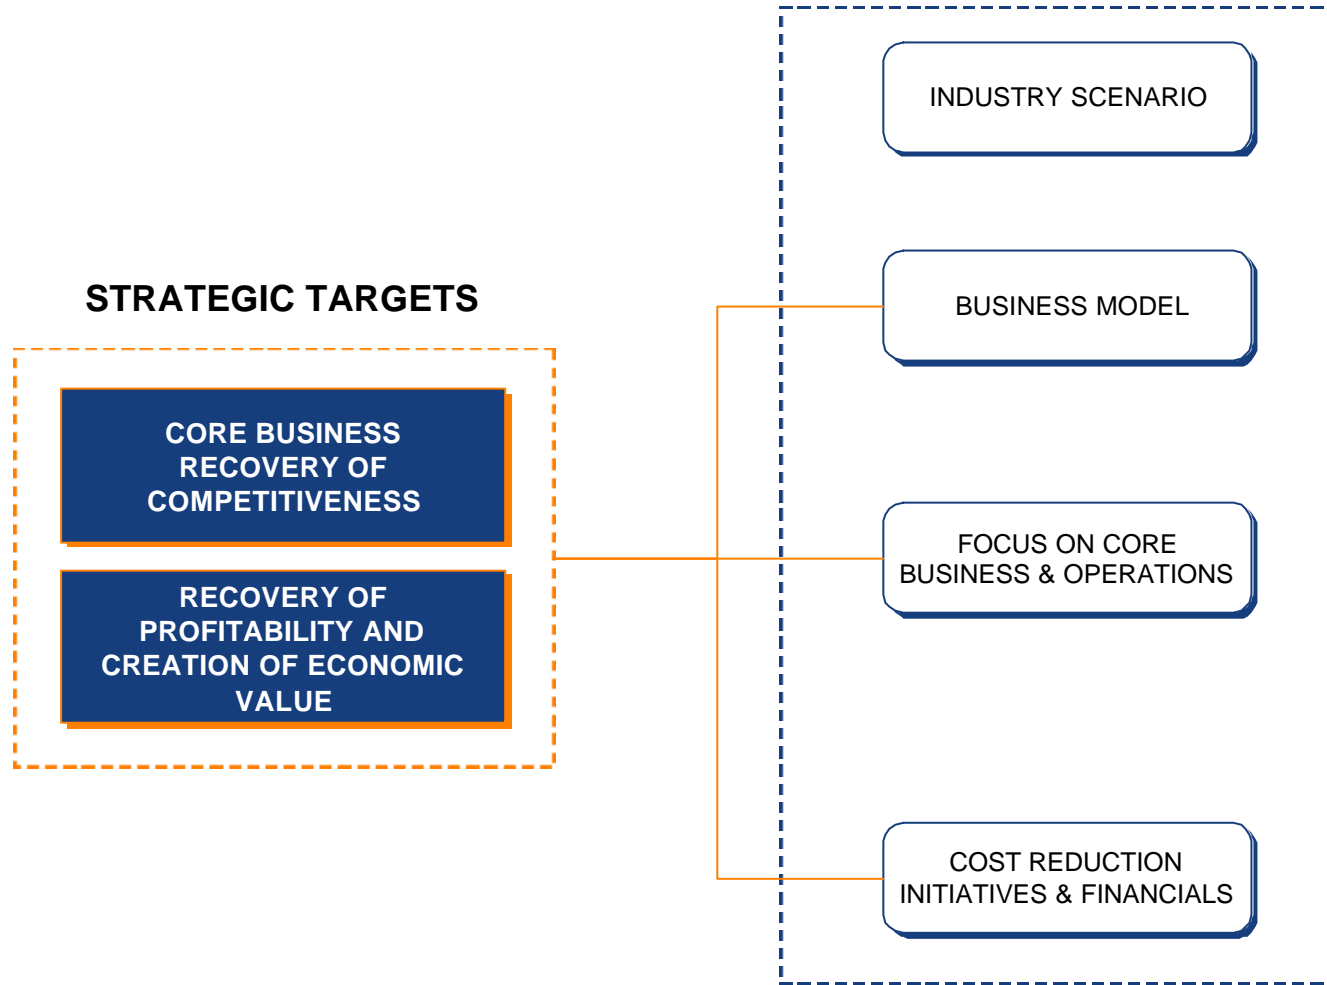 STRATEGIC TARGETS
CORE BUSINESS
RECOVERY OF
COMPETITIVENESS
RECOVERY OF
PROFITABILITY AND
CREATION OF ECONOMIC
VALUE
INDUSTRY SCENARIO
BUSINESS MODEL
FOCUS ON CORE
BUSINESS & OPERATIONS
COST REDUCTION
INITIATIVES & FINANCIALS